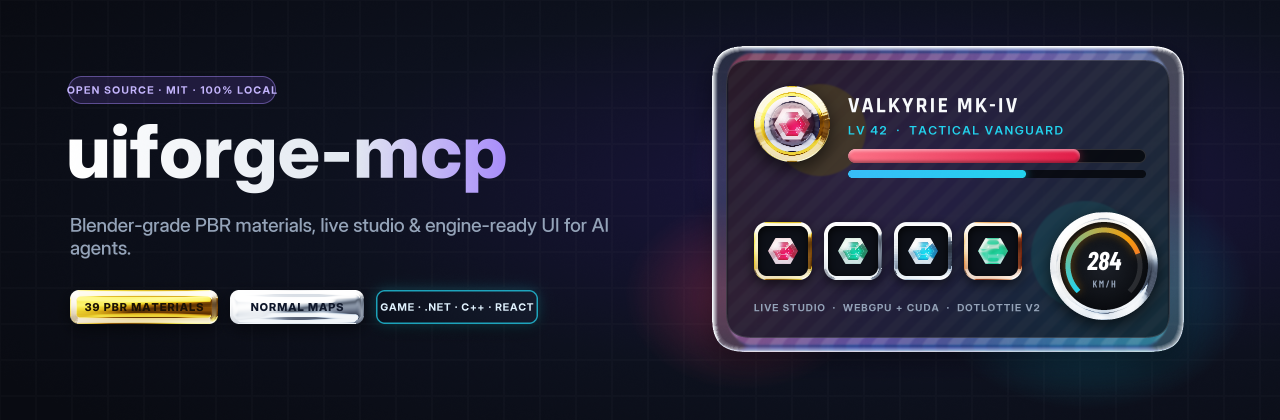 OPEN SOURCE · MIT · 100% LOCAL
uiforge-mcp
Blender-grade PBR materials, live studio & engine-ready UI for AI
agents.
39 PBR MATERIALS
NORMAL MAPS
GAME · .NET · C++ · REACT
VALKYRIE MK-IV
LV 42 · TACTICAL VANGUARD
284
KM/H
LIVE STUDIO · WEBGPU + CUDA · DOTLOTTIE V2